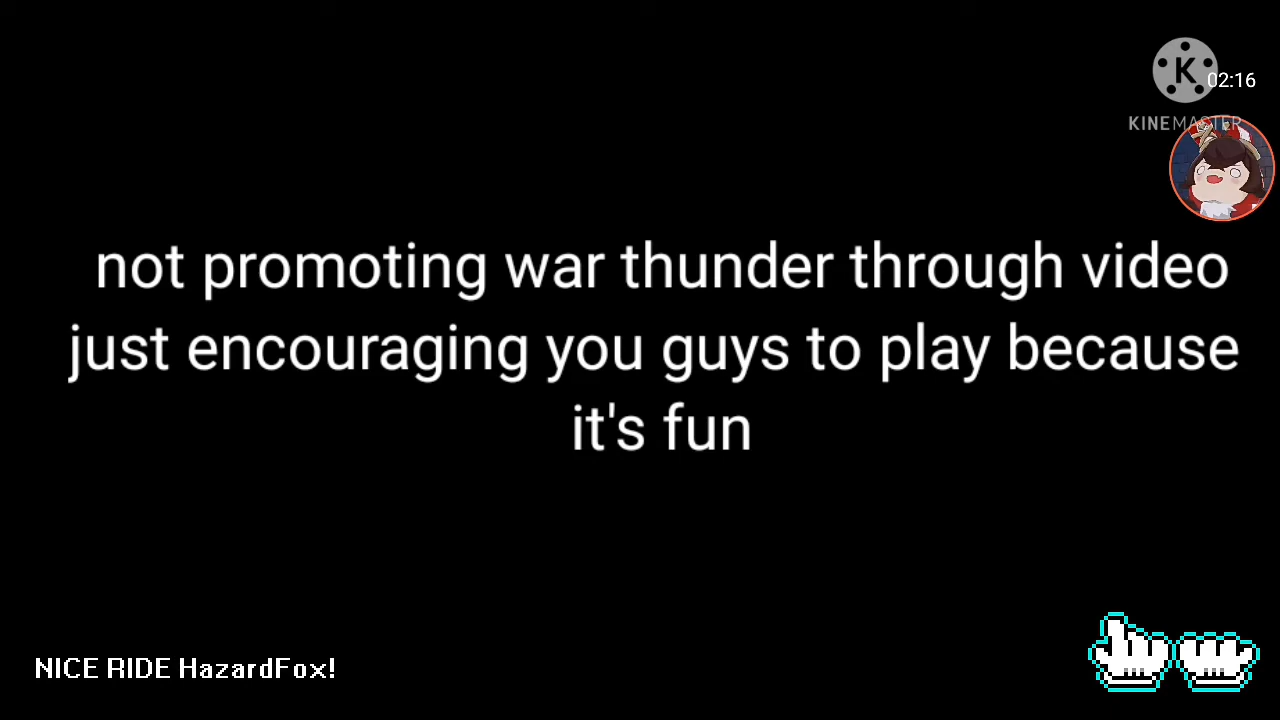 K
02:16
KINEMASTER
not promoting war thunder through video
just encouraging you guys to play because
it's fun
NICE RIDE HazardFox!